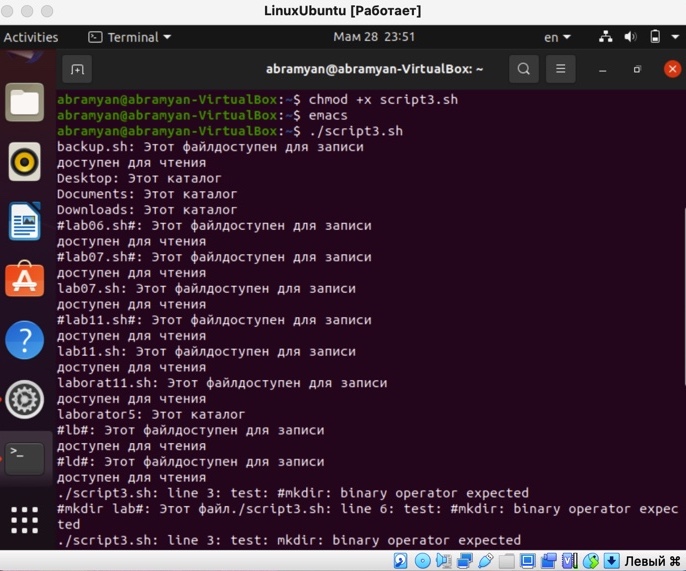 LinuxUbuntu [Работает]
Activities Terminal Мам 28 23:51 en
abramyan@abramyan-VirtualBox: ~
abramyan@abramyan-VirtualBox:~$ chmod +x script3.sh
abramyan@abramyan-VirtualBox:~$ emacs
abramyan@abramyan-VirtualBox:~$ ./script3.sh
backup.sh: Этот файлдоступен для записи
доступен для чтения
Desktop: Этот каталог
Documents: Этот каталог
Downloads: Этот каталог
#lab06.sh#: Этот файлдоступен для записи
доступен для чтения
#lab07.sh#: Этот файлдоступен для записи
доступен для чтения
lab07.sh: Этот файлдоступен для записи
доступен для чтения
#lab11.sh#: Этот файлдоступен для записи
доступен для чтения
lab11.sh: Этот файлдоступен для записи
доступен для чтения
laborat11.sh: Этот файлдоступен для записи
доступен для чтения
laborator5: Этот каталог
#lb#: Этот файлдоступен для записи
доступен для чтения
#ld#: Этот файлдоступен для записи
доступен для чтения
./script3.sh: line 3: test: #mkdir: binary operator expected
#mkdir lab#: Этот файл./script3.sh: line 6: test: #mkdir: binary operator expec
ted
./script3.sh: line 3: test: mkdir: binary operator expected
Левый ⌘